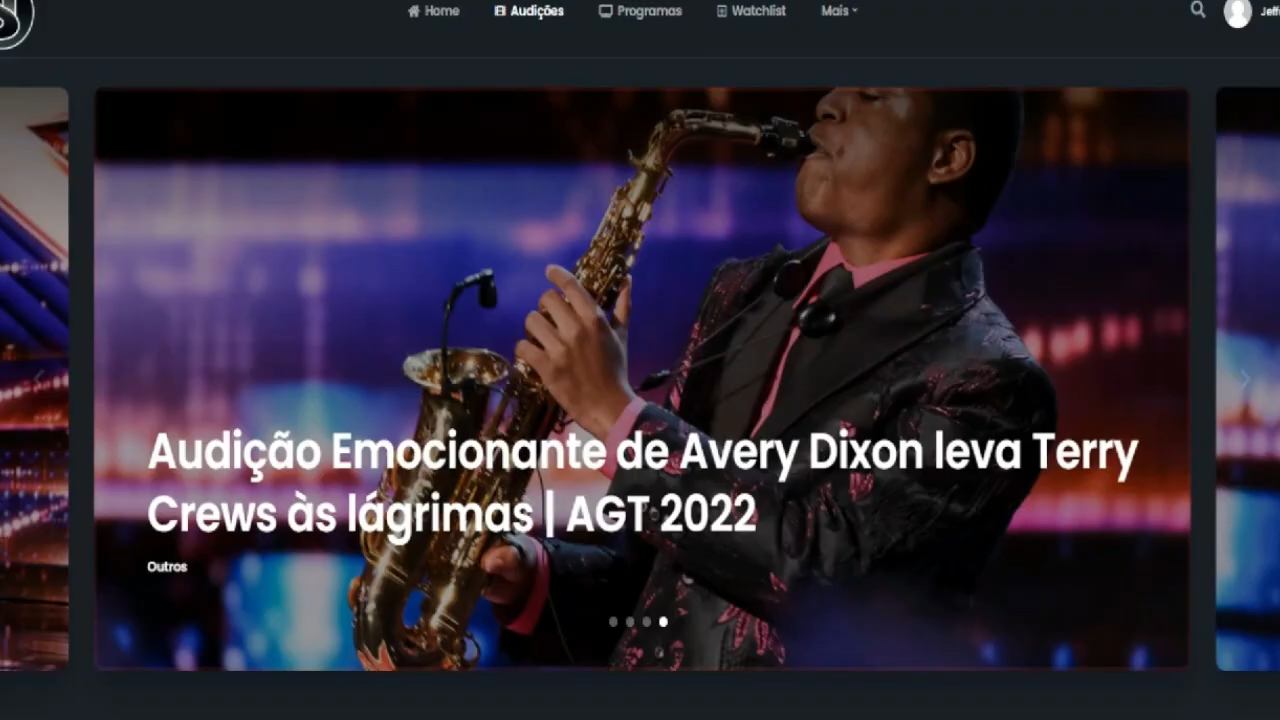 Home Audições Programas Watchlist Mais
Audição Emocionante de Avery Dixon leva Terry
Crews às lágrimas | AGT 2022
Outros